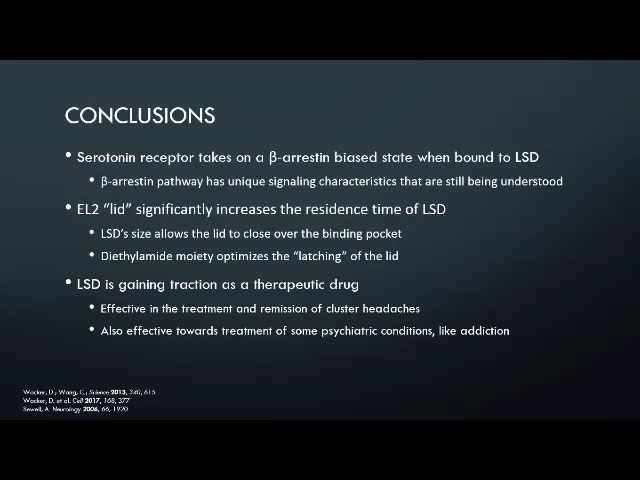 CONCLUSIONS
• Serotonin receptor takes on a β-arrestin biased state when bound to LSD
• β-arrestin pathway has unique signaling characteristics that are still being understood
• EL2 “lid” significantly increases the residence time of LSD
• LSD’s size allows the lid to close over the binding pocket
• Diethylamide moiety optimizes the “latching” of the lid
• LSD is gaining traction as a therapeutic drug
• Effective in the treatment and remission of cluster headaches
• Also effective towards treatment of some psychiatric conditions, like addiction
Wacker, D.; Wang, C.; Science 2013, 340, 615
Wacker, D. et al. Cell 2017, 168, 377
Sewell, A. Neurology 2006, 66, 1920